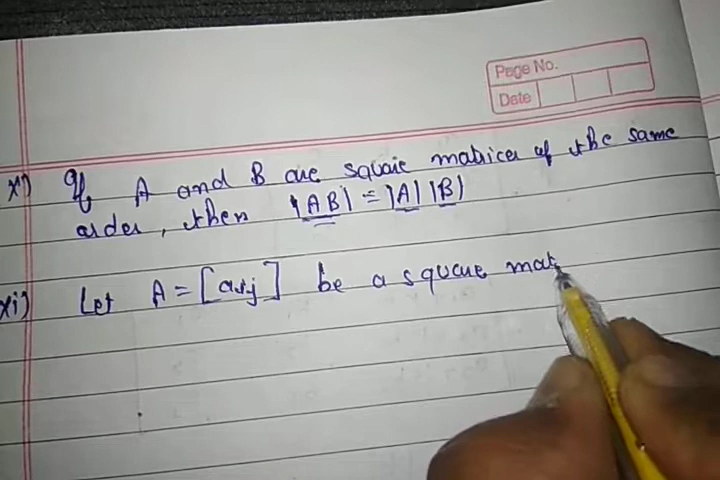 Page No.
Date
x) If A and B are square matrices of the same
order, then |AB| = |A| |B|
xi) Let A = [aij] be a square mat